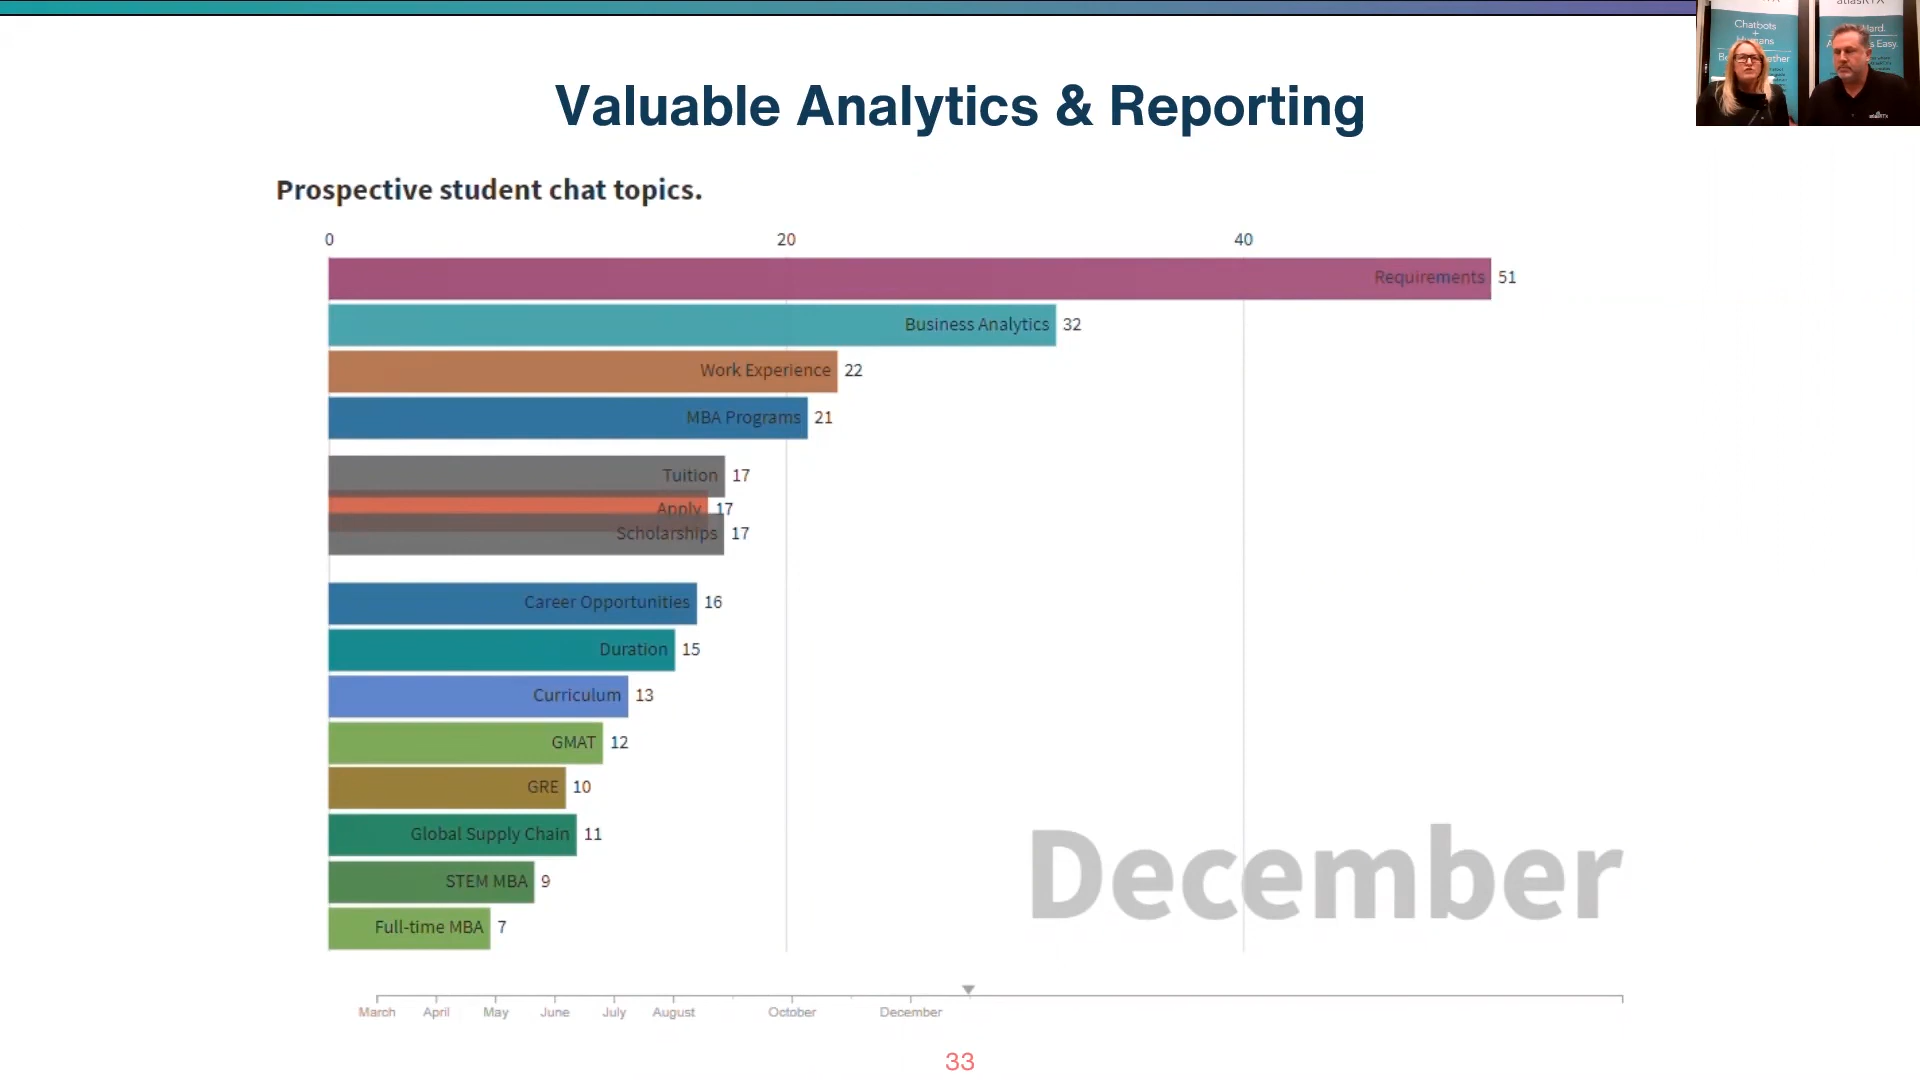 Valuable Analytics & Reporting
Chatbots
+
Humans
atlasRTX
Prospective student chat topics.
0 20 40
Requirements 51
Business Analytics 32
Work Experience 22
MBA Programs 21
Tuition 17
Apply 17
Scholarships 17
Career Opportunities 16
Duration 15
Curriculum 13
GMAT 12
GRE 10
Global Supply Chain 11
STEM MBA 9
Full-time MBA 7
December
March April May June July August October December
33